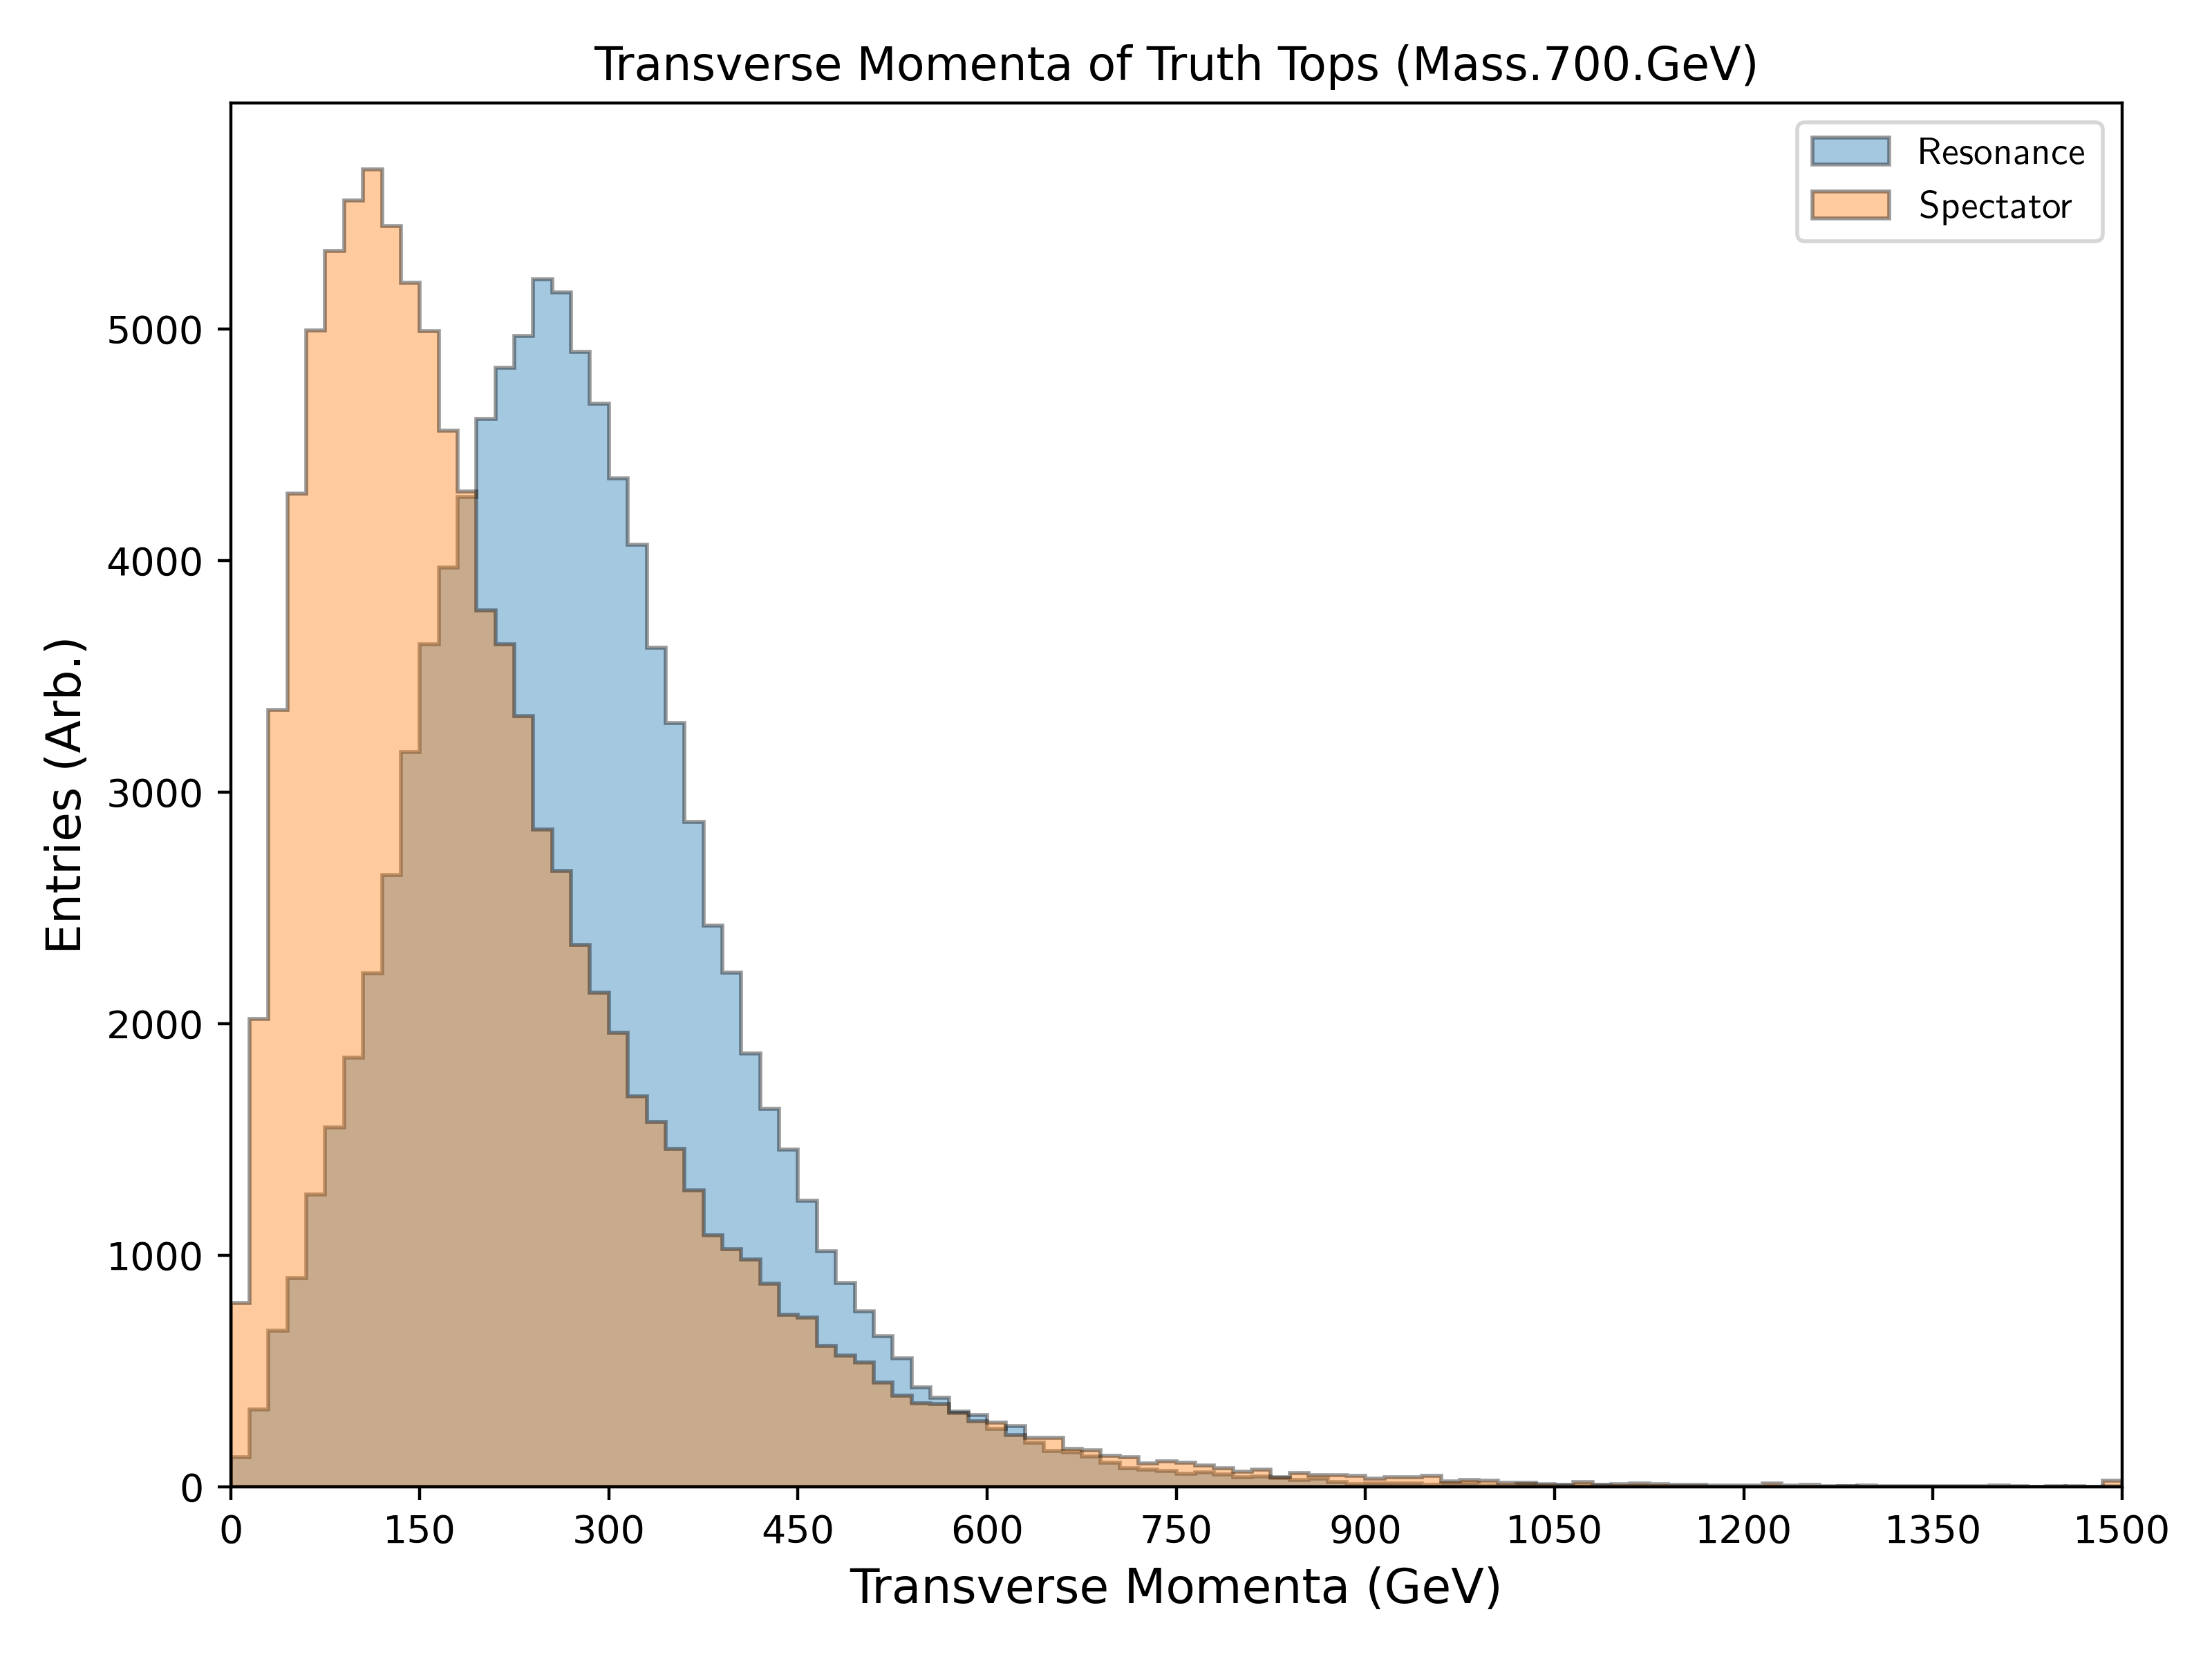 Transverse Momenta of Truth Tops (Mass.700.GeV)
Resonance
Spectator
Entries (Arb.)
5000
4000
3000
2000
1000
0
0 150 300 450 600 750 900 1050 1200 1350 1500
Transverse Momenta (GeV)